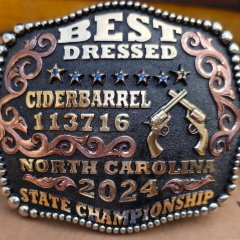 BEST
DRESSED
CIDERBARREL
113716
NORTH CAROLINA
2024
STATE CHAMPIONSHIP